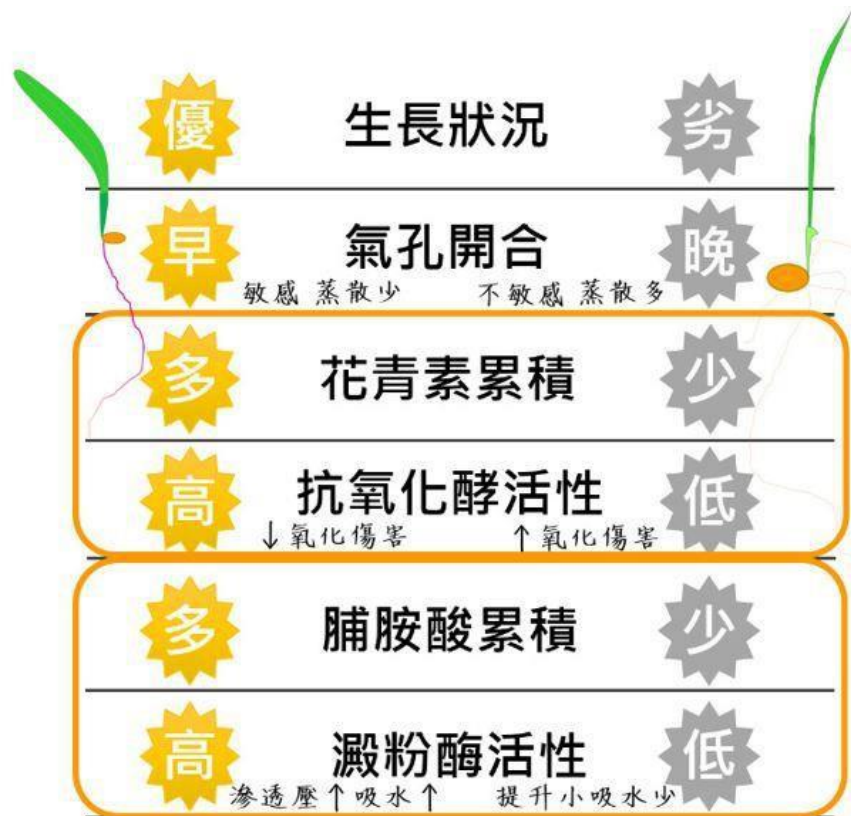 優 生長狀況 劣
早 氣孔開合 晚
敏感 蒸散少 不敏感 蒸散多
多 花青素累積 少
高 抗氧化酵活性 低
↓氧化傷害 ↑氧化傷害
多 脯胺酸累積 少
高 澱粉酶活性 低
滲透壓↑吸水↑ 提升小吸水少